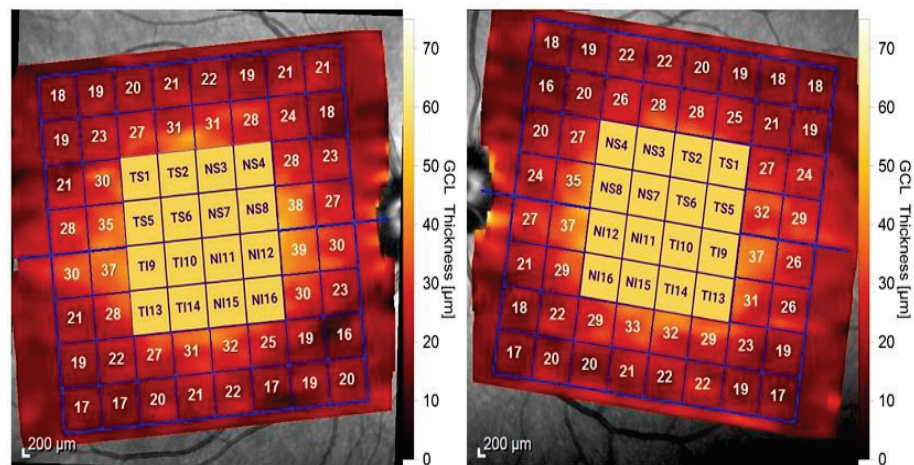 18 19 20 21 22 19 21 21
19 23 27 31 31 28 24 18
21 30 TS1 TS2 NS3 NS4 28 23
28 35 TS5 TS6 NS7 NS8 38 27
30 37 TI9 TI10 NI11 NI12 39 30
21 28 TI13 TI14 NI15 NI16 30 23
19 22 27 31 32 25 19 16
17 17 20 21 22 17 19 20
200 µm
70
60
50
40
30
20
10
0
GCL Thickness [µm]
18 19 22 22 20 19 18 18
16 20 26 28 28 25 21 19
20 27 NS4 NS3 TS2 TS1 27 24
24 35 NS8 NS7 TS6 TS5 32 29
27 37 NI12 NI11 TI10 TI9 37 26
21 29 NI16 NI15 TI14 TI13 31 26
18 22 29 33 32 29 23 19
17 20 20 21 22 22 19 17
200 µm
70
60
50
40
30
20
10
0
GCL Thickness [µm]